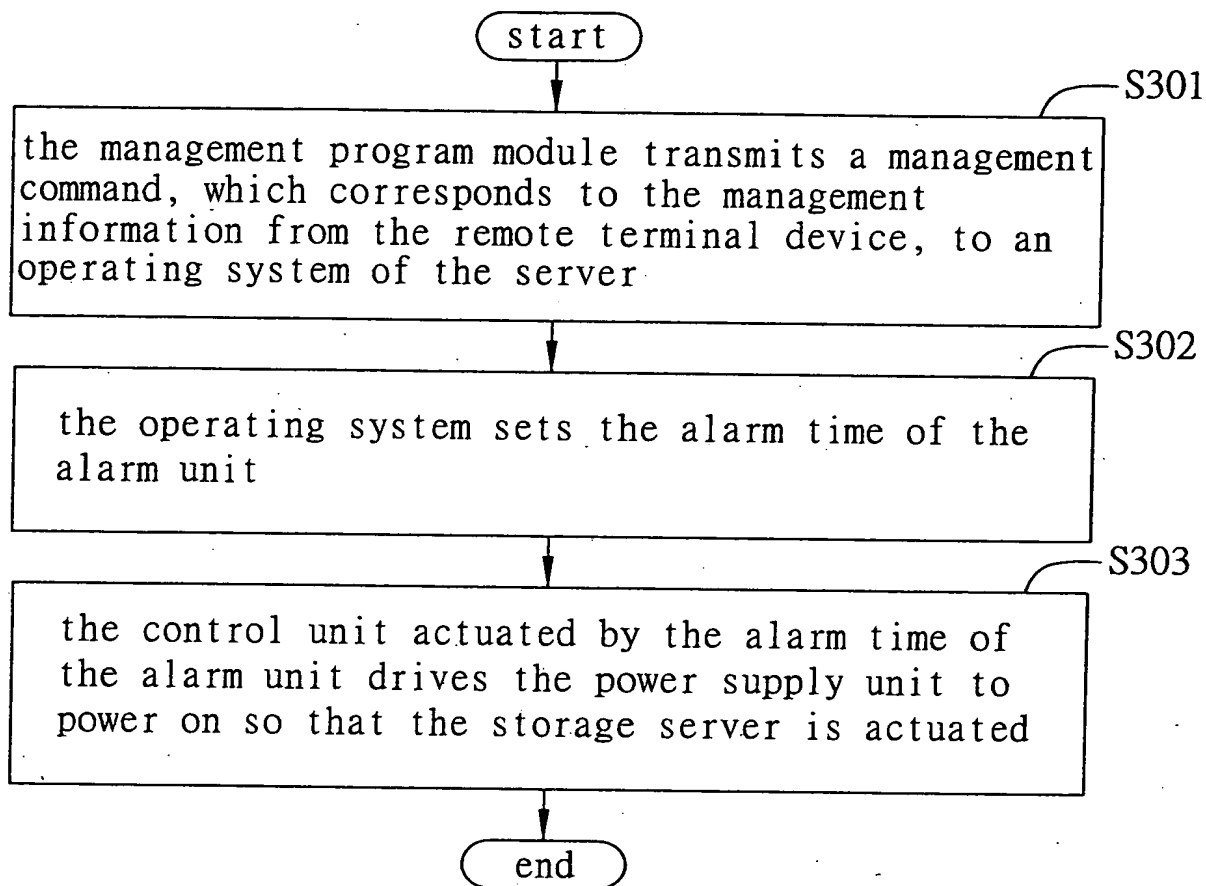 start
S301
the management program module transmits a management
command, which corresponds to the management
information from the remote terminal device, to an
operating system of the server
S302
the operating system sets the alarm time of the
alarm unit
S303
the control unit actuated by the alarm time of
the alarm unit drives the power supply unit to
power on so that the storage server is actuated
end